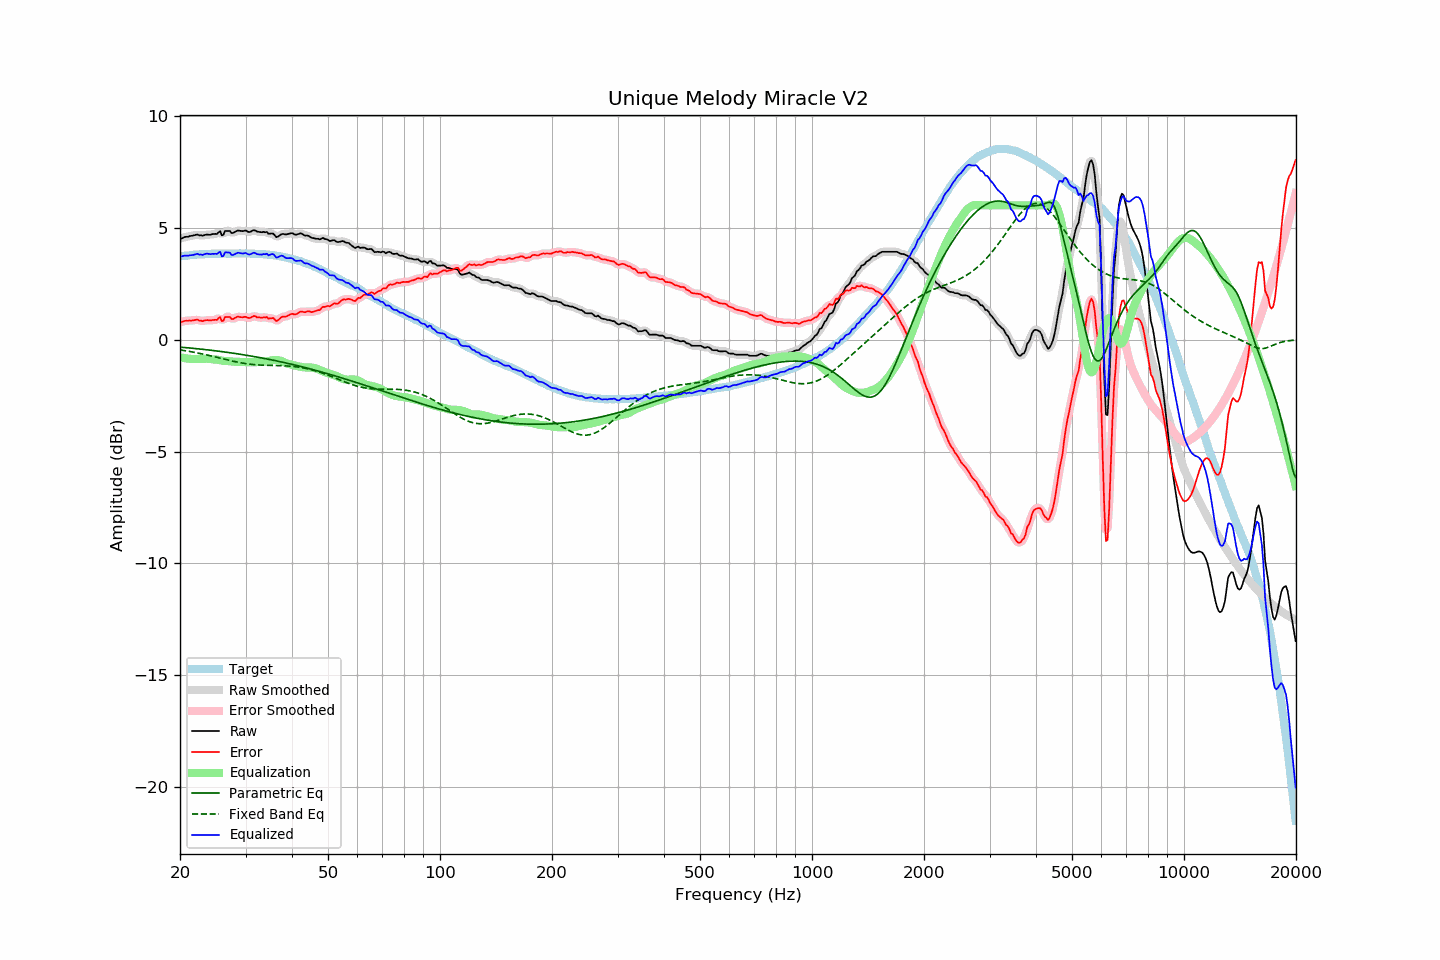 Unique Melody Miracle V2
Amplitude (dBr)
10
5
0
−5
−10
−15
−20
Target
Raw Smoothed
Error Smoothed
Raw
Error
Equalization
Parametric Eq
Fixed Band Eq
Equalized
20 50 100 200 500 1000 2000 5000 10000 20000
Frequency (Hz)